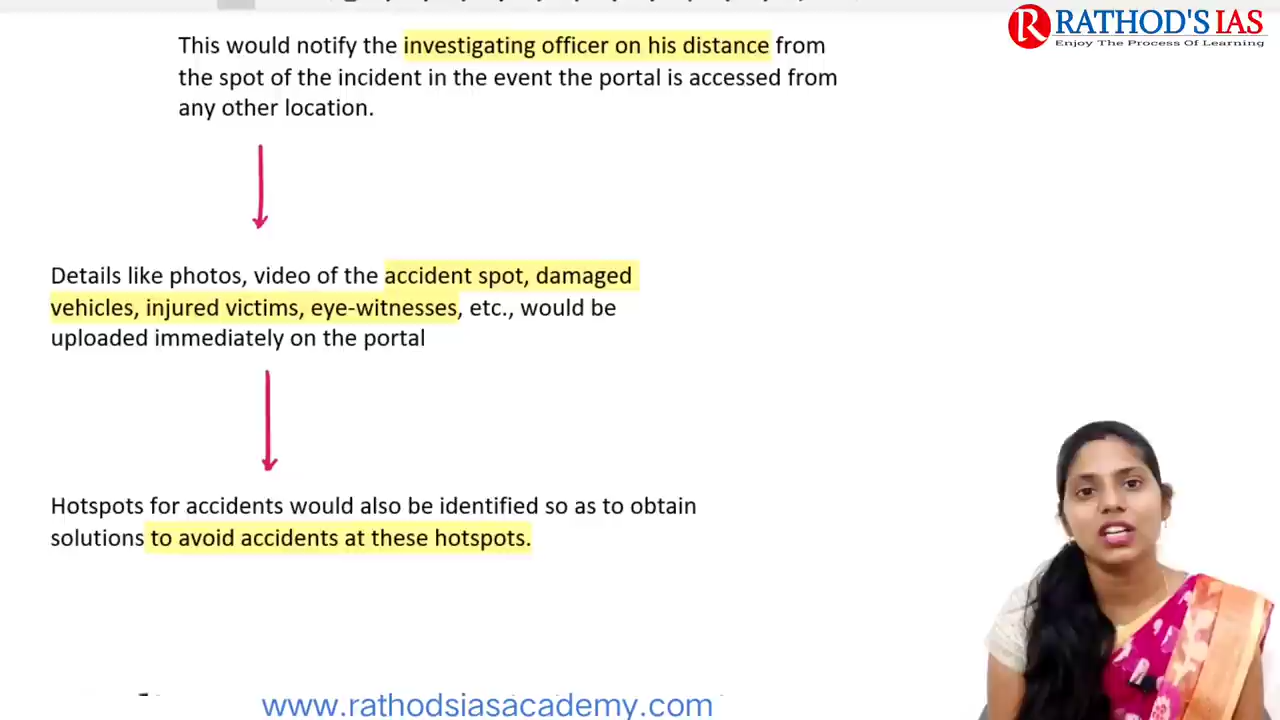 RATHOD'S IAS
Enjoy The Process Of Learning
This would notify the investigating officer on his distance from
the spot of the incident in the event the portal is accessed from
any other location.
Details like photos, video of the accident spot, damaged
vehicles, injured victims, eye-witnesses, etc., would be
uploaded immediately on the portal
Hotspots for accidents would also be identified so as to obtain
solutions to avoid accidents at these hotspots.
www.rathodsiasacademy.com